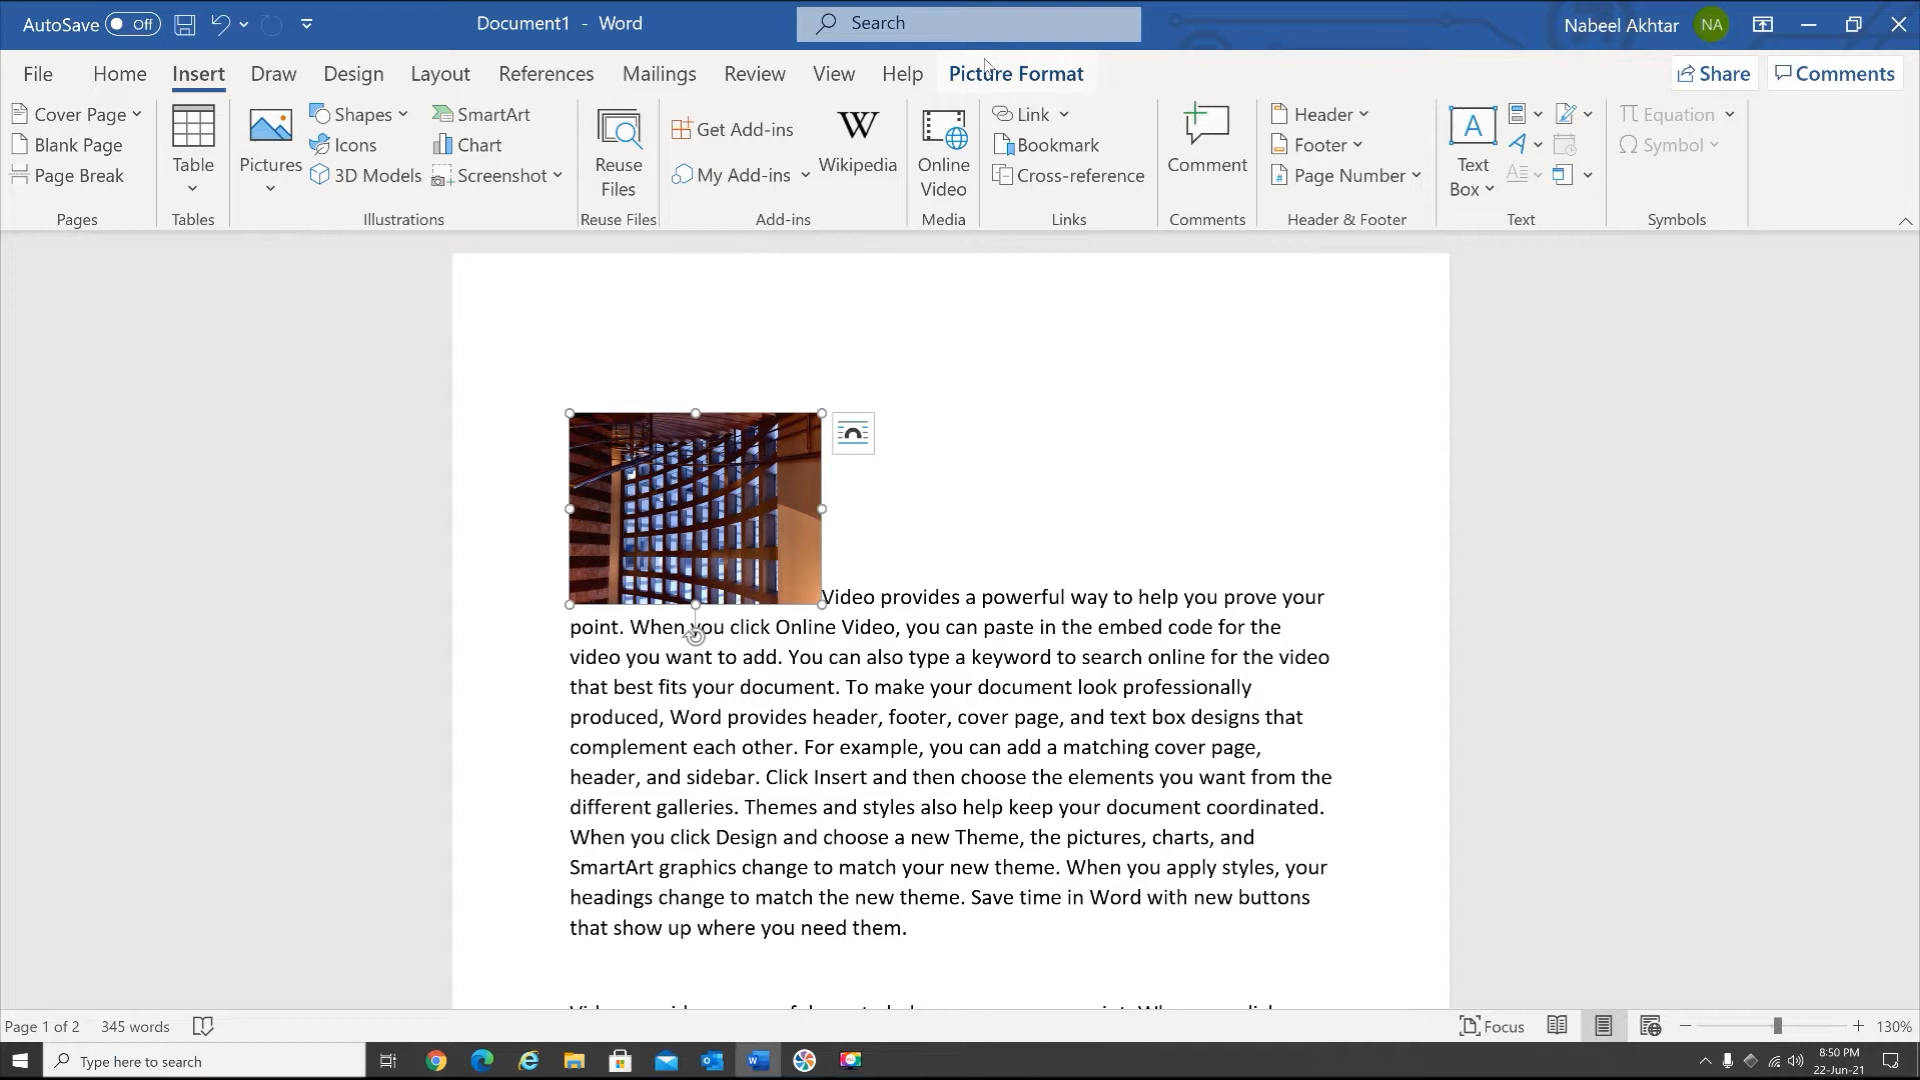 AutoSave Off Document1 - Word Search Nabeel Akhtar NA
File Home Insert Draw Design Layout References Mailings Review View Help Picture Format Share Comments
Cover Page
Blank Page
Page Break
Pages
Table
Tables
Pictures
Shapes
Icons
3D Models
SmartArt
Chart
Screenshot
Illustrations
Reuse
Files
Reuse Files
Get Add-ins
My Add-ins
W
Wikipedia
Add-ins
Online
Video
Media
Link
Bookmark
Cross-reference
Links
Comment
Comments
Header
Footer
Page Number
Header & Footer
A
Text
Box
Text
Equation
Symbol
Symbols
Video provides a powerful way to help you prove your
point. When you click Online Video, you can paste in the embed code for the
video you want to add. You can also type a keyword to search online for the video
that best fits your document. To make your document look professionally
produced, Word provides header, footer, cover page, and text box designs that
complement each other. For example, you can add a matching cover page,
header, and sidebar. Click Insert and then choose the elements you want from the
different galleries. Themes and styles also help keep your document coordinated.
When you click Design and choose a new Theme, the pictures, charts, and
SmartArt graphics change to match your new theme. When you apply styles, your
headings change to match the new theme. Save time in Word with new buttons
that show up where you need them.
Page 1 of 2 345 words Focus 130%
Type here to search 8:50 PM
22-Jun-21